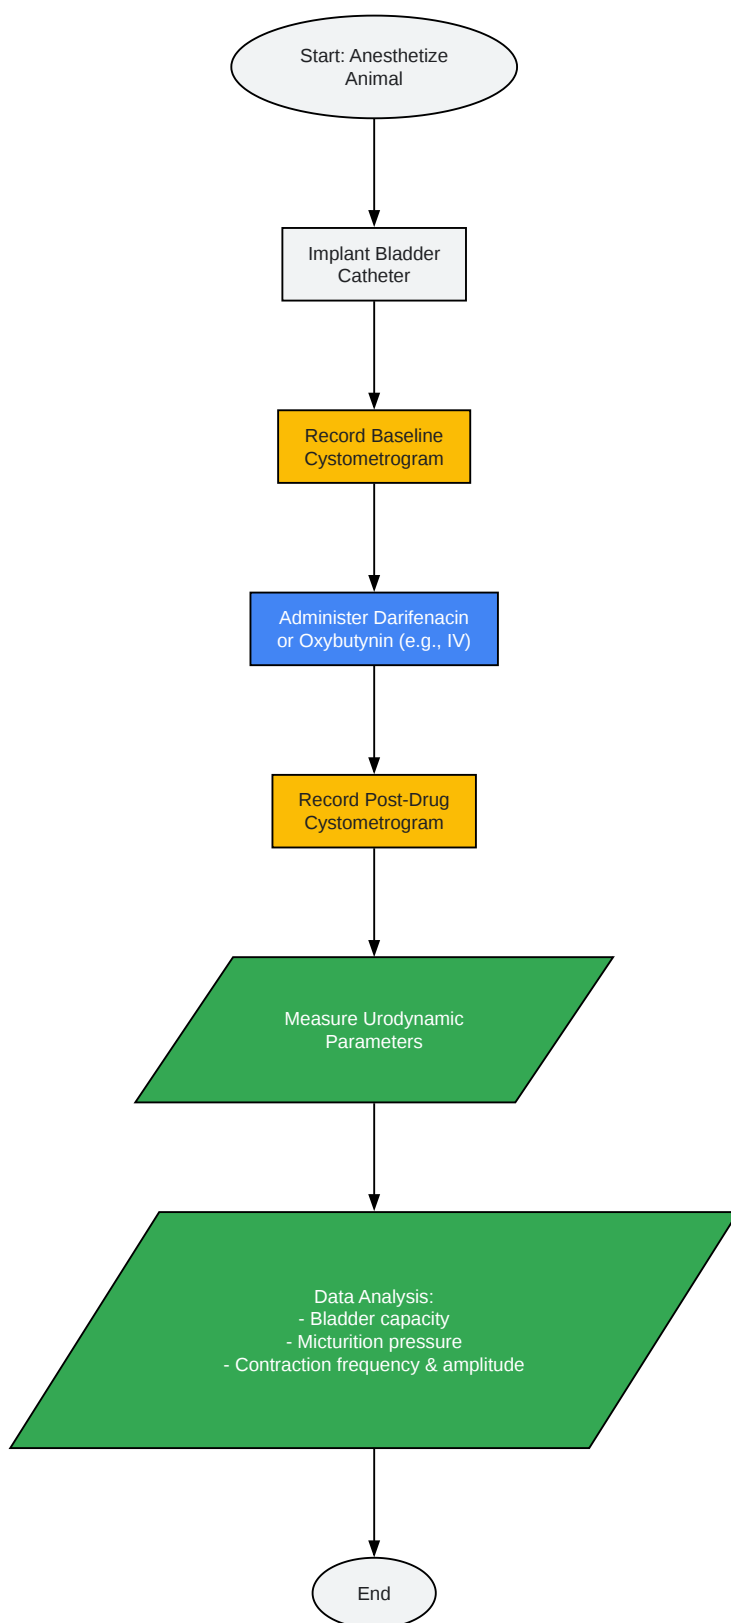 Start: Anesthetize
Animal
Implant Bladder
Catheter
Record Baseline
Cystometrogram
Administer Darifenacin
or Oxybutynin (e.g., IV)
Record Post-Drug
Cystometrogram
Measure Urodynamic
Parameters
Data Analysis:
- Bladder capacity
- Micturition pressure
- Contraction frequency & amplitude
End